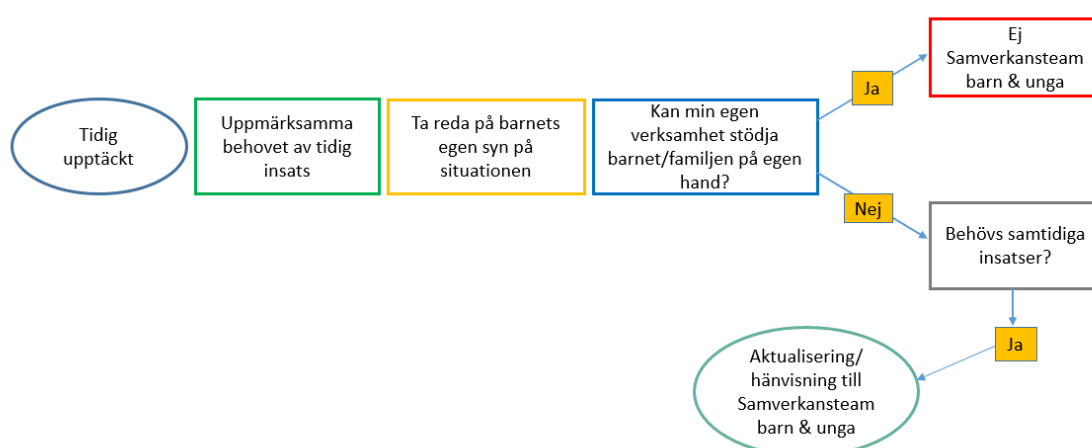 Tidig
upptäckt
Uppmärksamma
behovet av tidig
insats
Ta reda på barnets
egen syn på
situationen
Kan min egen
verksamhet stödja
barnet/familjen på egen
hand?
Ja
Ej
Samverkansteam
barn & unga
Nej
Behövs samtidiga
insatser?
Ja
Aktualisering/
hänvisning till
Samverkansteam
barn & unga